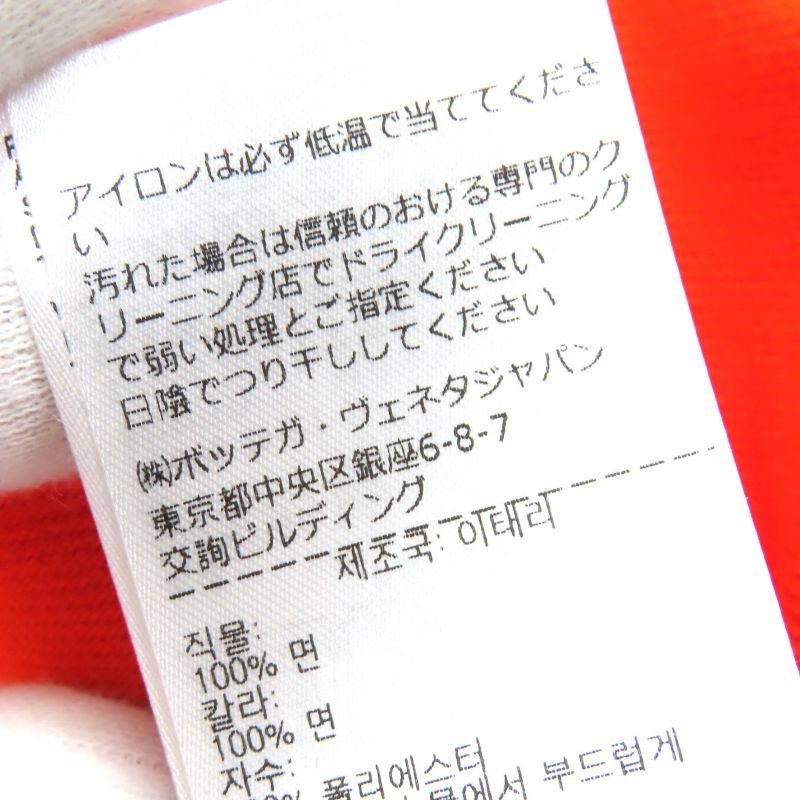 アイロンは必ず低温で当ててくださ
い
汚れた場合は信頼のおける専門のク
リーニング店でドライクリーニング
で弱い処理とご指定ください
日陰でつり干ししてください
(株)ボッテガ・ヴェネタジャパン
東京都中央区銀座6-8-7
交詢ビルディング
제조국: 이태리
직물:
100% 면
칼라:
100% 면
자수:
폴리에스터
부드럽게